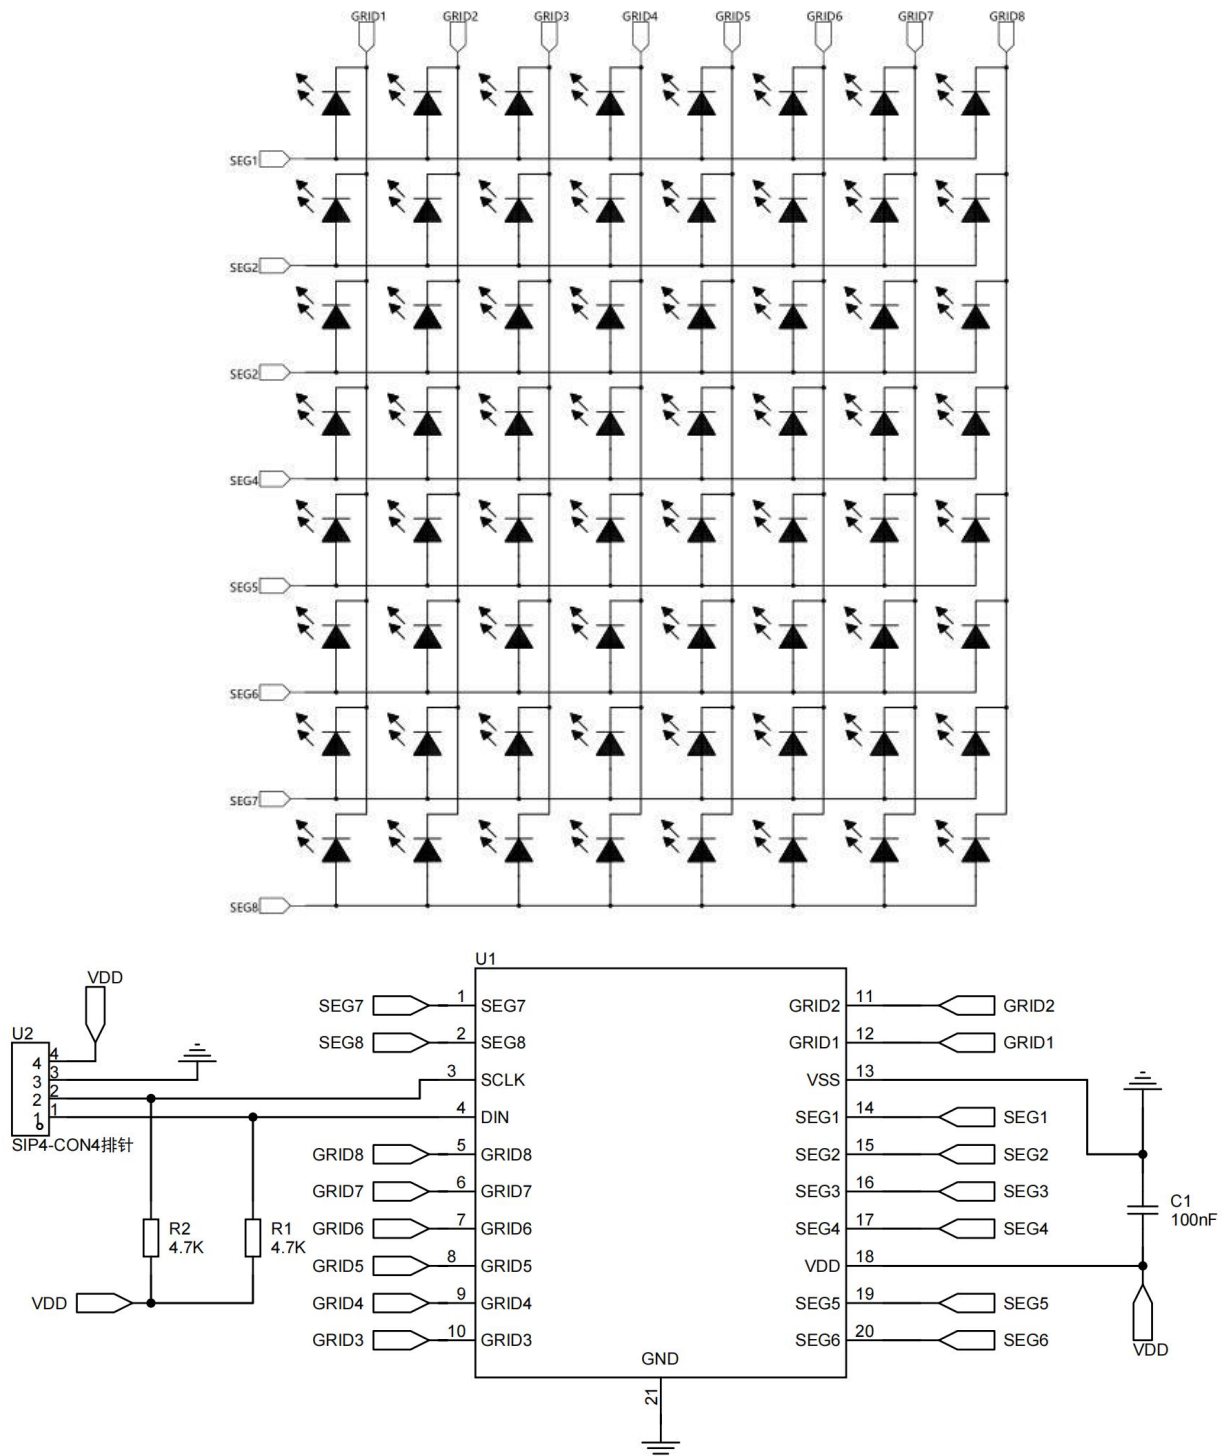 GRID1 GRID2 GRID3 GRID4 GRID5 GRID6 GRID7 GRID8
SEG1
SEG2
SEG2
SEG4
SEG5
SEG6
SEG7
SEG8
U1
VDD
SEG7 1 SEG7 GRID2 11 GRID2
U2
SEG8 2 SEG8 GRID1 12 GRID1
4 4
3 3 3 SCLK VSS 13
2 2
1 1 4 DIN SEG1 14 SEG1
SIP4-CON4排针
GRID8 5 GRID8 SEG2 15 SEG2
GRID7 6 GRID7 SEG3 16 SEG3
C1
100nF
GRID6 7 GRID6 SEG4 17 SEG4
R2 R1
4.7K 4.7K
GRID5 8 GRID5 VDD 18
VDD GRID4 9 GRID4 SEG5 19 SEG5
GRID3 10 GRID3 SEG6 20 SEG6
VDD
GND
21